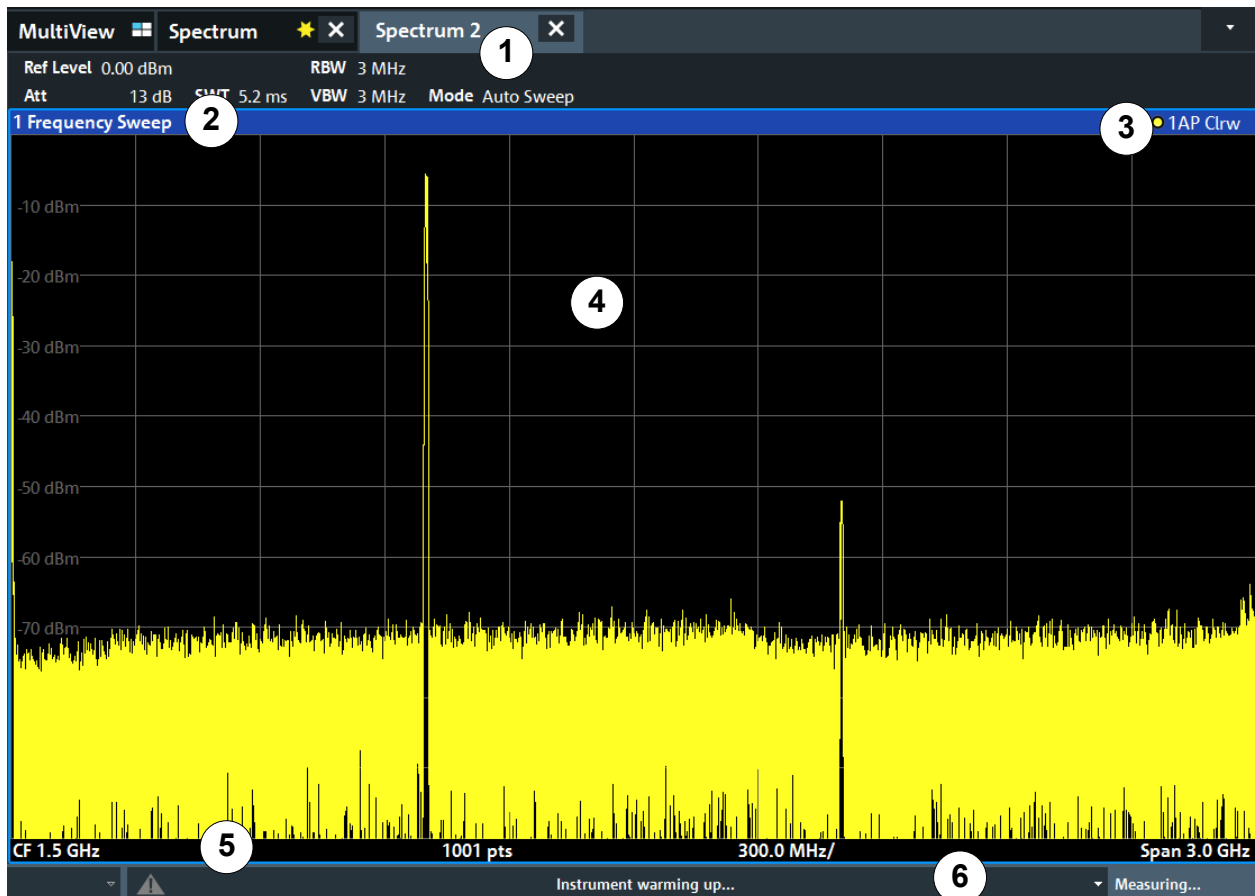 MultiView Spectrum Spectrum 2
1
Ref Level 0.00 dBm RBW 3 MHz
Att 13 dB SWT 5.2 ms VBW 3 MHz Mode Auto Sweep
1 Frequency Sweep 2 3 1AP Clrw
-10 dBm
-20 dBm
4
-30 dBm
-40 dBm
-50 dBm
-60 dBm
-70 dBm
5
CF 1.5 GHz 1001 pts 300.0 MHz/ Span 3.0 GHz
Instrument warming up... 6 Measuring...